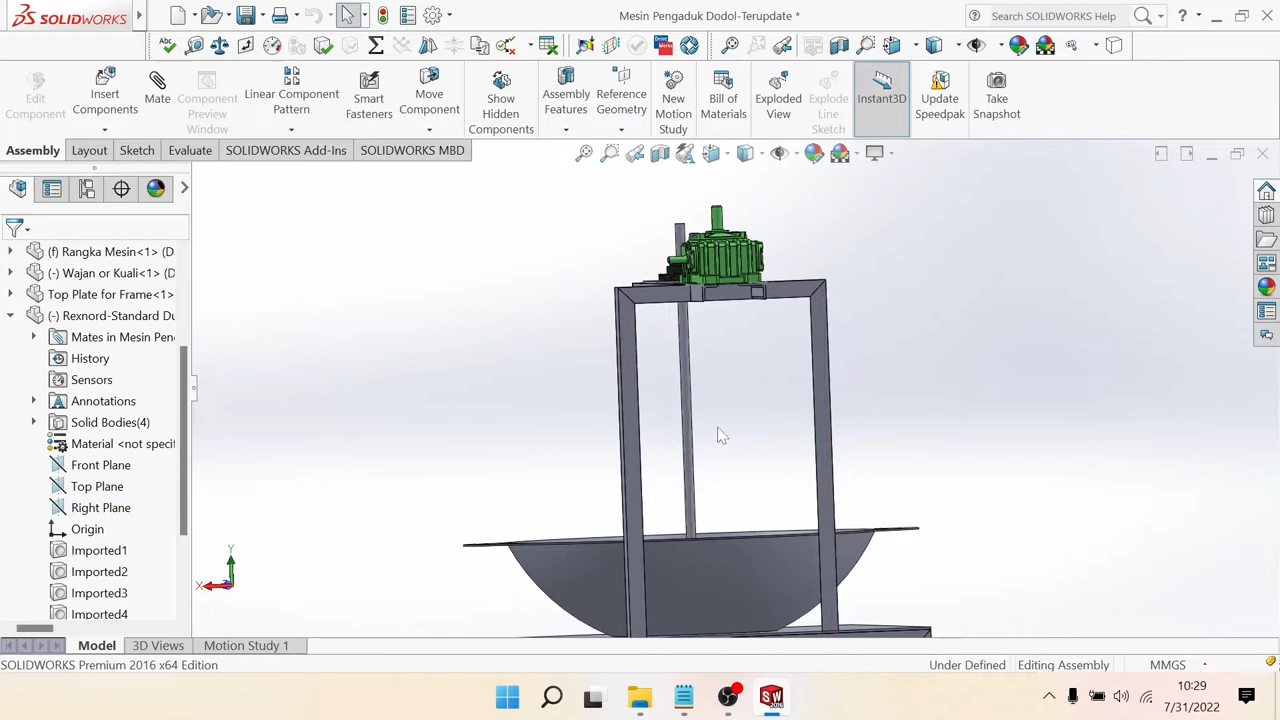 SOLIDWORKS
Mesin Pengaduk Dodol-Terupdate *
Search SOLIDWORKS Help
Edit Component
Insert Components
Mate
Component Preview Window
Linear Component Pattern
Smart Fasteners
Move Component
Show Hidden Components
Assembly Features
Reference Geometry
New Motion Study
Bill of Materials
Exploded View
Explode Line Sketch
Instant3D
Update Speedpak
Take Snapshot
Assembly
Layout
Sketch
Evaluate
SOLIDWORKS Add-Ins
SOLIDWORKS MBD
(f) Rangka Mesin<1> (D
(-) Wajan or Kuali<1> (D
Top Plate for Frame<1>
(-) Rexnord-Standard Du
Mates in Mesin Pen
History
Sensors
Annotations
Solid Bodies(4)
Material <not specif
Front Plane
Top Plane
Right Plane
Origin
Imported1
Imported2
Imported3
Imported4
Y
X
Model
3D Views
Motion Study 1
SOLIDWORKS Premium 2016 x64 Edition
Under Defined
Editing Assembly
MMGS
10:29
7/31/2022